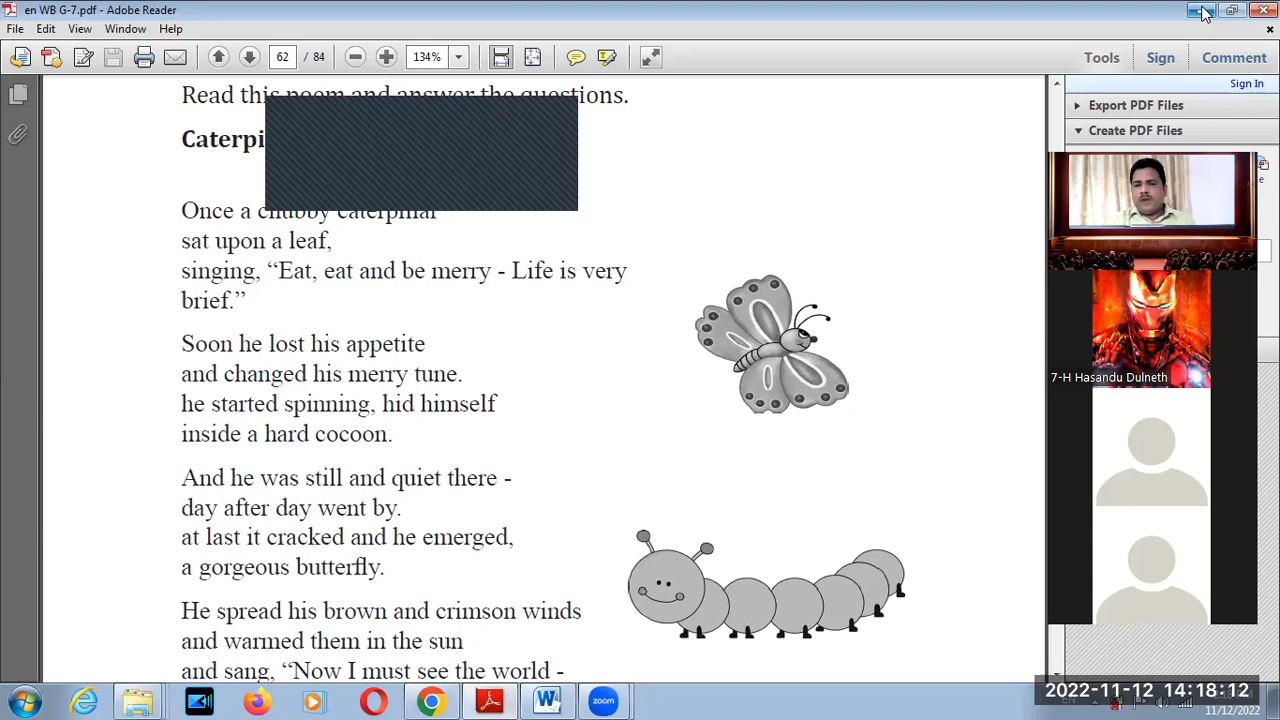 en WB G-7.pdf - Adobe Reader
File Edit View Window Help
62 / 84 134% Tools Sign Comment
Sign In
Export PDF Files
Create PDF Files
Read this poem and answer the questions.
Once a chubby caterpillar
sat upon a leaf,
singing, “Eat, eat and be merry - Life is very
brief.”
Soon he lost his appetite
and changed his merry tune.
he started spinning, hid himself
inside a hard cocoon.
And he was still and quiet there -
day after day went by.
at last it cracked and he emerged,
a gorgeous butterfly.
He spread his brown and crimson winds
and warmed them in the sun
and sang, “Now I must see the world -
7-H Hasandu Dulneth
zoom
2022-11-12 14:18:12
11/12/2022